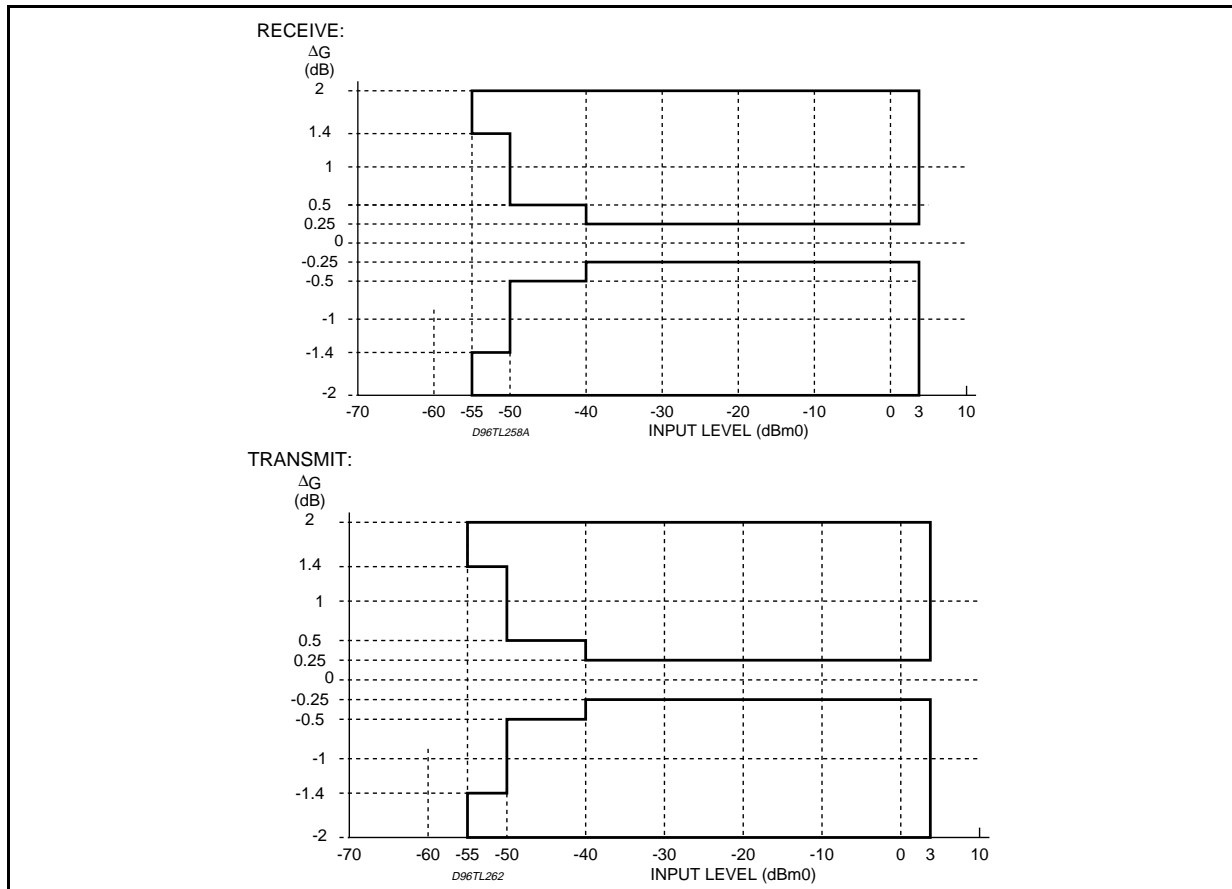 RECEIVE:
ΔG
(dB)
2
1.4
1
0.5
0.25
0
-0.25
-0.5
-1
-1.4
-2
-70 -60 -55 -50 -40 -30 -20 -10 0 3 10
D96TL258A INPUT LEVEL (dBm0)
TRANSMIT:
ΔG
(dB)
2
1.4
1
0.5
0.25
0
-0.25
-0.5
-1
-1.4
-2
-70 -60 -55 -50 -40 -30 -20 -10 0 3 10
D96TL262 INPUT LEVEL (dBm0)